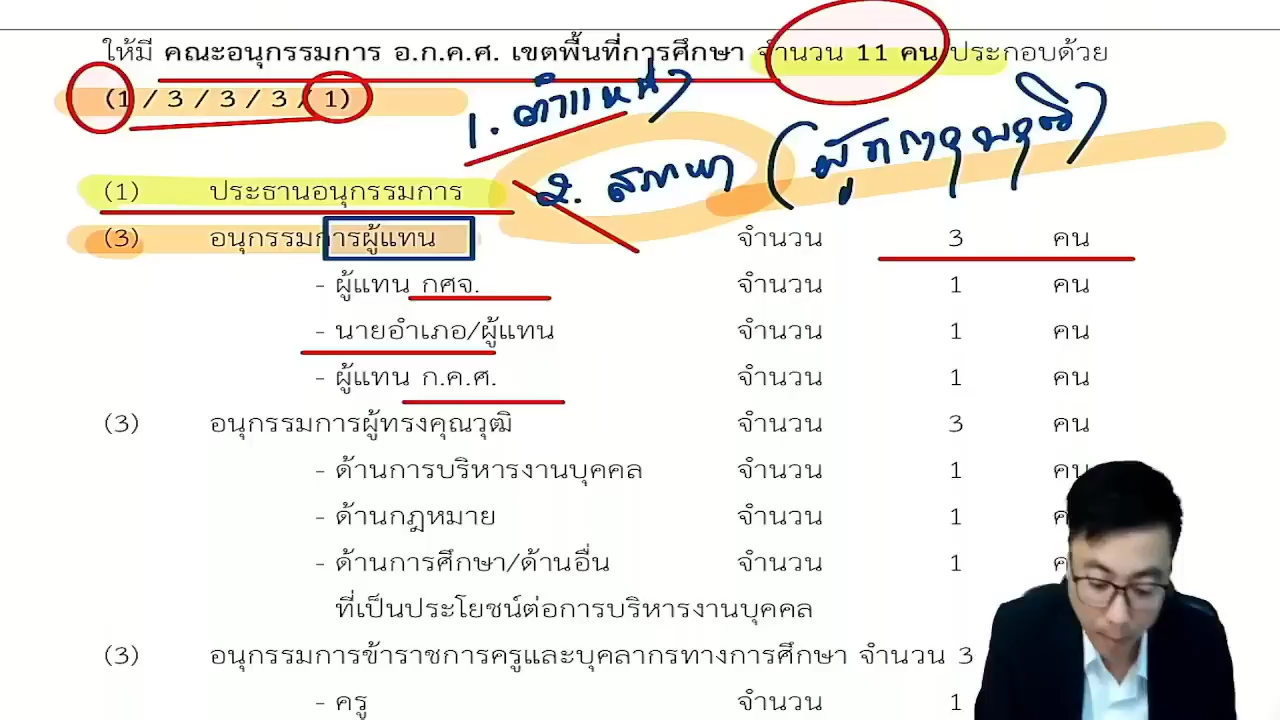 ให้มี คณะอนุกรรมการ อ.ก.ค.ศ. เขตพื้นที่การศึกษา จำนวน 11 คน ประกอบด้วย
(1 / 3 / 3 / 3 / 1)
1. ตำแหน่ง
2. สรรหา (ผู้ทรงคุณวุฒิ)
(1) ประธานอนุกรรมการ
(3) อนุกรรมการผู้แทน จำนวน 3 คน
- ผู้แทน กศจ. จำนวน 1 คน
- นายอำเภอ/ผู้แทน จำนวน 1 คน
- ผู้แทน ก.ค.ศ. จำนวน 1 คน
(3) อนุกรรมการผู้ทรงคุณวุฒิ จำนวน 3 คน
- ด้านการบริหารงานบุคคล จำนวน 1 คน
- ด้านกฎหมาย จำนวน 1 คน
- ด้านการศึกษา/ด้านอื่น จำนวน 1
ที่เป็นประโยชน์ต่อการบริหารงานบุคคล
(3) อนุกรรมการข้าราชการครูและบุคลากรทางการศึกษา จำนวน 3
- ครู จำนวน 1